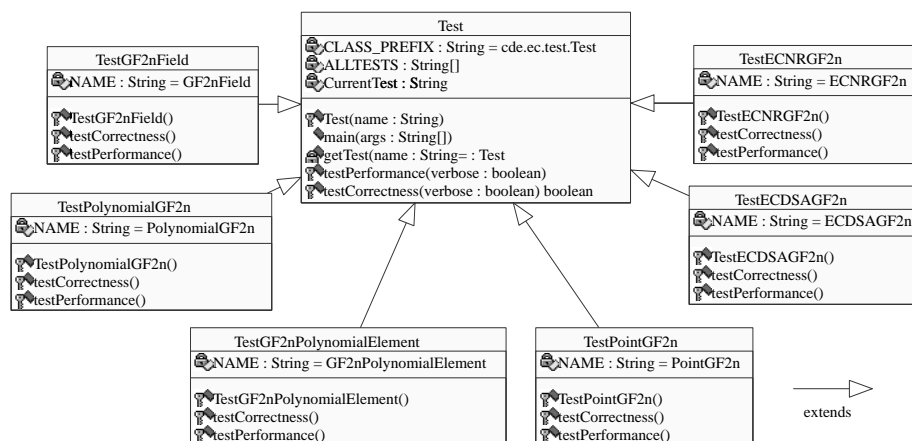 Test
CLASS_PREFIX : String = cde.ec.test.Test
ALLTESTS : String[]
CurrentTest : String
Test(name : String)
main(args : String[])
getTest(name : String= : Test
testPerformance(verbose : boolean)
testCorrectness(verbose : boolean) boolean
TestGF2nField
NAME : String = GF2nField
TestGF2nField()
testCorrectness()
testPerformance()
TestECNRGF2n
NAME : String = ECNRGF2n
TestECNRGF2n()
testCorrectness()
testPerformance()
TestPolynomialGF2n
NAME : String = PolynomialGF2n
TestPolynomialGF2n()
testCorrectness()
testPerformance()
TestECDSAGF2n
NAME : String = ECDSAGF2n
TestECDSAGF2n()
testCorrectness()
testPerformance()
TestGF2nPolynomialElement
NAME : String = GF2nPolynomialElement
TestGF2nPolynomialElement()
testCorrectness()
testPerformance()
TestPointGF2n
NAME : String = PointGF2n
TestPointGF2n()
testCorrectness()
testPerformance()
extends